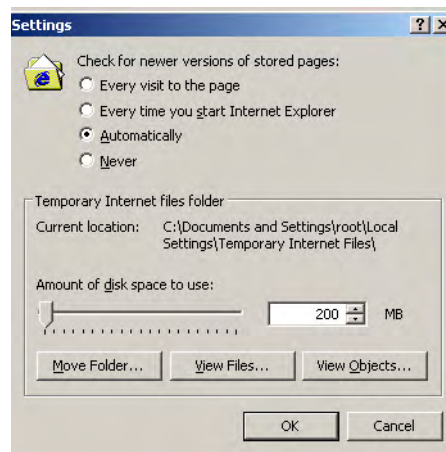 Settings
Check for newer versions of stored pages:
Every visit to the page
Every time you start Internet Explorer
Automatically
Never
Temporary Internet files folder
Current location: C:\Documents and Settings\root\Local
Settings\Temporary Internet Files\
Amount of disk space to use:
200 MB
Move Folder... View Files... View Objects...
OK Cancel